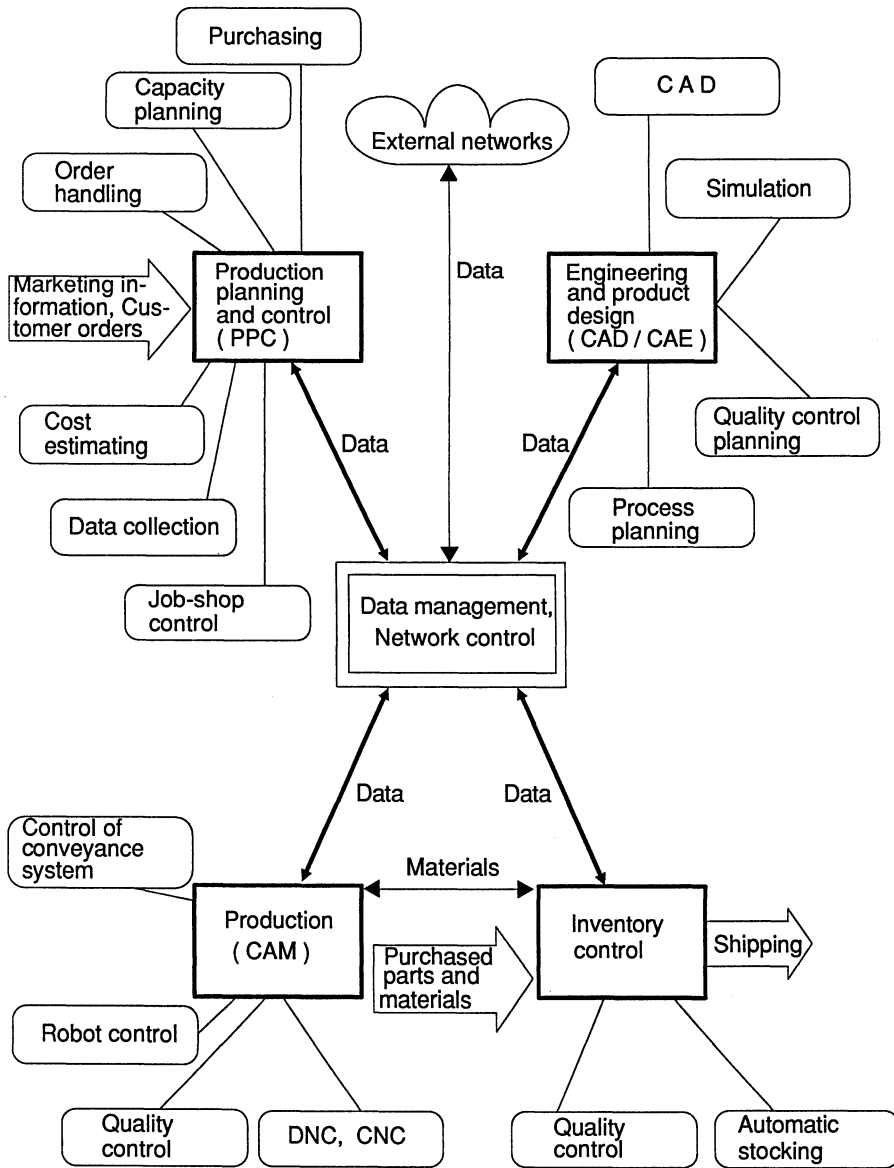 Purchasing
Capacity
planning
Order
handling
External networks
C A D
Simulation
Marketing in-
formation, Cus-
tomer orders
Production
planning
and control
( PPC )
Data
Engineering
and product
design
( CAD / CAE )
Cost
estimating
Data
Data
Quality control
planning
Data collection
Process
planning
Job-shop
control
Data management,
Network control
Data
Data
Control of
conveyance
system
Materials
Production
( CAM )
Purchased
parts and
materials
Inventory
control
Shipping
Robot control
Quality
control
DNC, CNC
Quality
control
Automatic
stocking